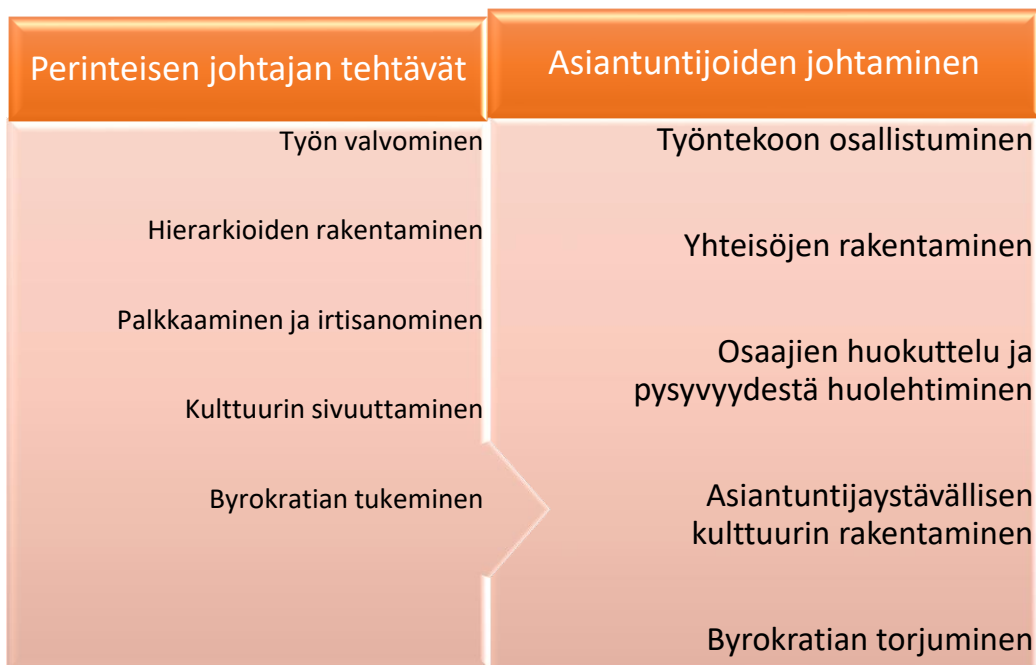 Perinteisen johtajan tehtävät
Työn valvominen
Hierarkioiden rakentaminen
Palkkaaminen ja irtisanominen
Kulttuurin sivuuttaminen
Byrokratian tukeminen
Asiantuntijoiden johtaminen
Työntekoon osallistuminen
Yhteisöjen rakentaminen
Osaajien huokuttelu ja
pysyvyydestä huolehtiminen
Asiantuntijaystävällisen
kulttuurin rakentaminen
Byrokratian torjuminen